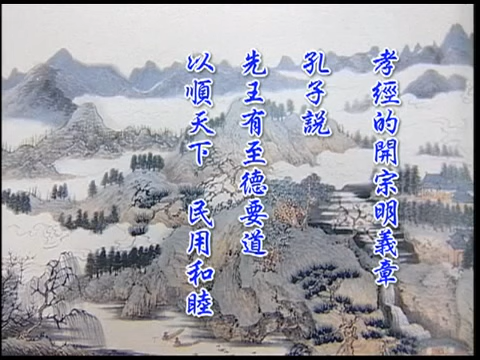 孝經的開宗明義章
孔子説
先王有至德要道
以順天下 民用和睦